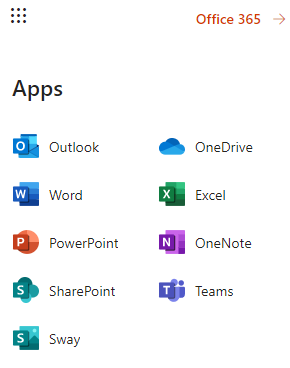 Office 365 →
Apps
Outlook OneDrive
Word Excel
PowerPoint OneNote
SharePoint Teams
Sway